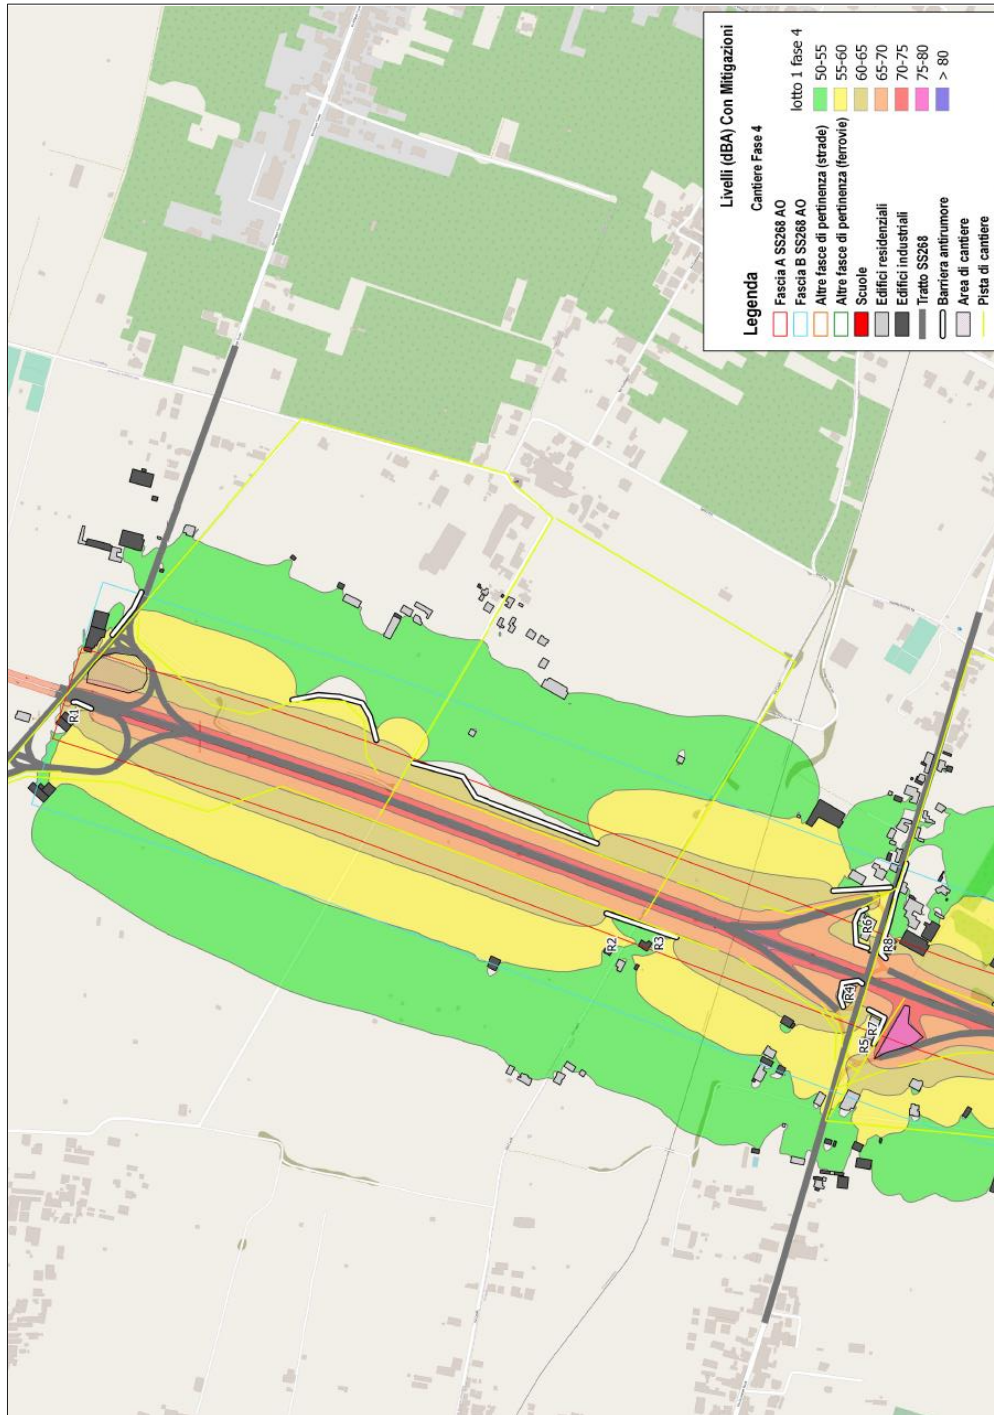 Livelli (dBA) Con Mitigazioni
Cantiere Fase 4
Legenda
Fascia A SS268 AO
Fascia B SS268 AO
Altre fasce di pertinenza (strade)
Altre fasce di pertinenza (ferrovie)
Scuole
Edifici residenziali
Edifici industriali
Tratto SS268
Barriera antirumore
Area di cantiere
Pista di cantiere
lotto 1 fase 4
50-55
55-60
60-65
65-70
70-75
75-80
> 80
R1
R2
R3
R4
R5
R7
R6
R8